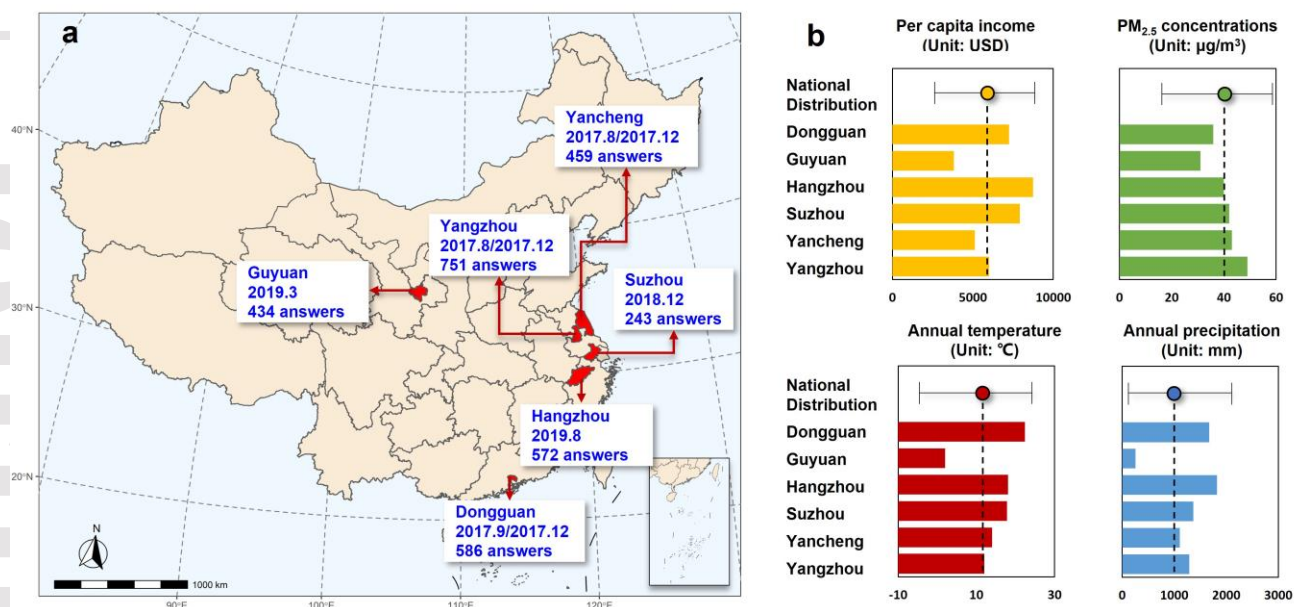 a
40°N
30°N
20°N
90°E
100°E
110°E
120°E
N
1000 km
Yancheng
2017.8/2017.12
459 answers
Yangzhou
2017.8/2017.12
751 answers
Guyuan
2019.3
434 answers
Suzhou
2018.12
243 answers
Hangzhou
2019.8
572 answers
Dongguan
2017.9/2017.12
586 answers
b
Per capita income
(Unit: USD)
National
Distribution
Dongguan
Guyuan
Hangzhou
Suzhou
Yancheng
Yangzhou
0 5000 10000
PM2.5 concentrations
(Unit: μg/m³)
0 20 40 60
Annual temperature
(Unit: ℃)
National
Distribution
Dongguan
Guyuan
Hangzhou
Suzhou
Yancheng
Yangzhou
-10 10 30
Annual precipitation
(Unit: mm)
0 1000 2000 3000